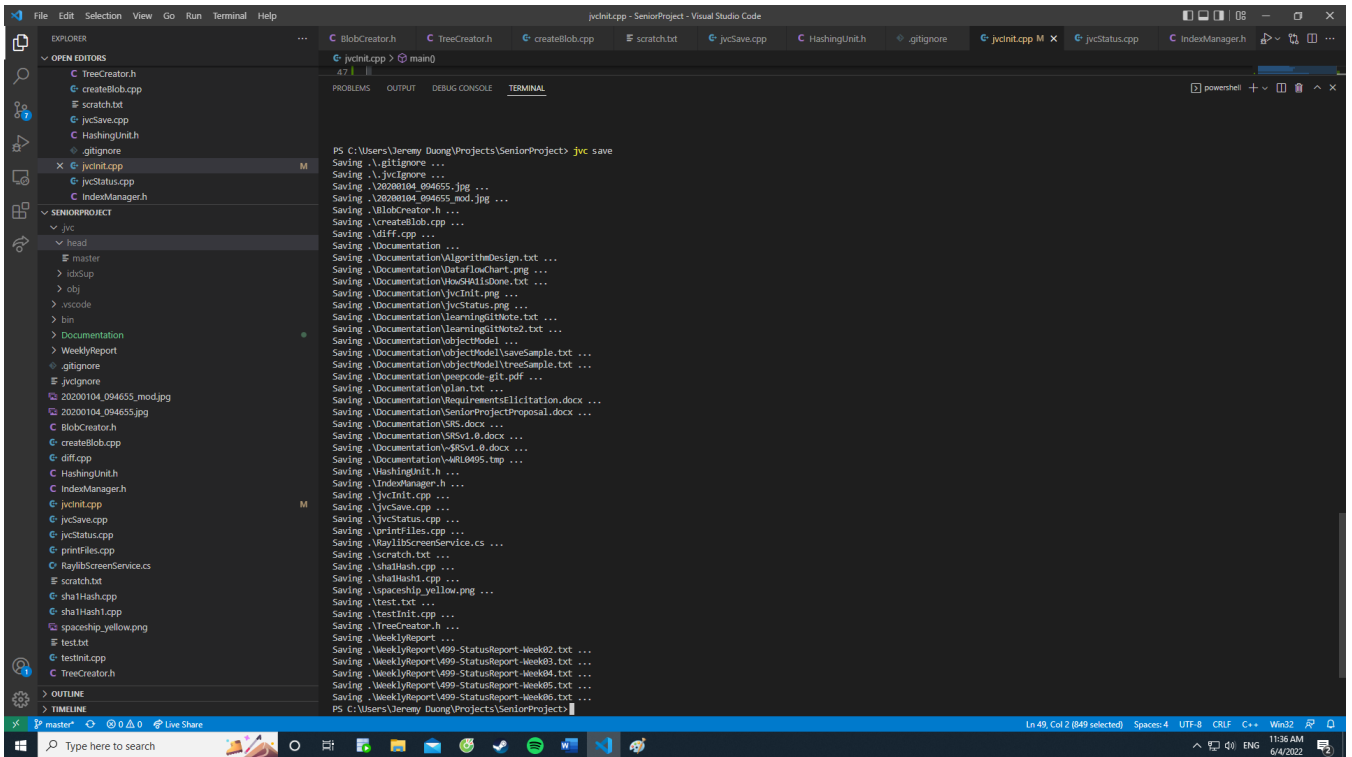 File Edit Selection View Go Run Terminal Help
jvcInit.cpp - SeniorProject - Visual Studio Code
EXPLORER
OPEN EDITORS
TreeCreator.h
createBlob.cpp
scratch.txt
jvcSave.cpp
HashingUnit.h
.gitignore
jvcInit.cpp M
jvcStatus.cpp
IndexManager.h
SENIORPROJECT
.jvc
head
master
idxSup
obj
.vscode
bin
Documentation
WeeklyReport
.gitignore
.jvcIgnore
20200104_094655_mod.jpg
20200104_094655.jpg
BlobCreator.h
createBlob.cpp
diff.cpp
HashingUnit.h
IndexManager.h
jvcInit.cpp M
jvcSave.cpp
jvcStatus.cpp
printFiles.cpp
RaylibScreenService.cs
scratch.txt
sha1Hash.cpp
sha1Hash1.cpp
spaceship_yellow.png
test.txt
testInit.cpp
TreeCreator.h
OUTLINE
TIMELINE
BlobCreator.h TreeCreator.h createBlob.cpp scratch.txt jvcSave.cpp HashingUnit.h .gitignore jvcInit.cpp M jvcStatus.cpp IndexManager.h
jvcInit.cpp > main()
47
PROBLEMS OUTPUT DEBUG CONSOLE TERMINAL
powershell
PS C:\Users\Jeremy Duong\Projects\SeniorProject> jvc save
Saving .\.gitignore ...
Saving .\.jvcIgnore ...
Saving .\20200104_094655.jpg ...
Saving .\20200104_094655_mod.jpg ...
Saving .\BlobCreator.h ...
Saving .\createBlob.cpp ...
Saving .\diff.cpp ...
Saving .\Documentation ...
Saving .\Documentation\AlgorithmDesign.txt ...
Saving .\Documentation\DataflowChart.png ...
Saving .\Documentation\HowSHA1isDone.txt ...
Saving .\Documentation\jvcInit.png ...
Saving .\Documentation\jvcStatus.png ...
Saving .\Documentation\learningGitNote.txt ...
Saving .\Documentation\learningGitNote2.txt ...
Saving .\Documentation\objectModel ...
Saving .\Documentation\objectModel\saveSample.txt ...
Saving .\Documentation\objectModel\treeSample.txt ...
Saving .\Documentation\peepcode-git.pdf ...
Saving .\Documentation\plan.txt ...
Saving .\Documentation\RequirementsElicitation.docx ...
Saving .\Documentation\SeniorProjectProposal.docx ...
Saving .\Documentation\SRS.docx ...
Saving .\Documentation\SRSv1.0.docx ...
Saving .\Documentation\~$RSv1.0.docx ...
Saving .\Documentation\~WRL0495.tmp ...
Saving .\HashingUnit.h ...
Saving .\IndexManager.h ...
Saving .\jvcInit.cpp ...
Saving .\jvcSave.cpp ...
Saving .\jvcStatus.cpp ...
Saving .\printFiles.cpp ...
Saving .\RaylibScreenService.cs ...
Saving .\scratch.txt ...
Saving .\sha1Hash.cpp ...
Saving .\sha1Hash1.cpp ...
Saving .\spaceship_yellow.png ...
Saving .\test.txt ...
Saving .\testInit.cpp ...
Saving .\TreeCreator.h ...
Saving .\WeeklyReport ...
Saving .\WeeklyReport\499-StatusReport-Week02.txt ...
Saving .\WeeklyReport\499-StatusReport-Week03.txt ...
Saving .\WeeklyReport\499-StatusReport-Week04.txt ...
Saving .\WeeklyReport\499-StatusReport-Week05.txt ...
Saving .\WeeklyReport\499-StatusReport-Week06.txt ...
PS C:\Users\Jeremy Duong\Projects\SeniorProject>
master* 0 0 Live Share
Ln 49, Col 2 (849 selected) Spaces: 4 UTF-8 CRLF C++ Win32
Type here to search
ENG
11:36 AM
6/4/2022